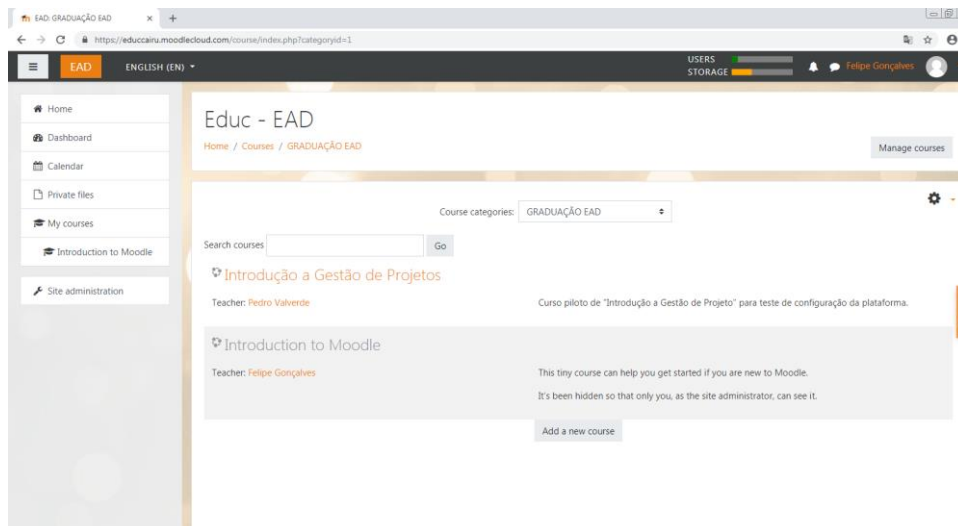 EAD: GRADUAÇÃO EAD
https://educcairu.moodlecloud.com/course/index.php?categoryid=1
EAD ENGLISH (EN) USERS STORAGE Felipe Gonçalves
Home
Dashboard
Calendar
Private files
My courses
Introduction to Moodle
Site administration
Educ - EAD
Home / Courses / GRADUAÇÃO EAD
Manage courses
Course categories: GRADUAÇÃO EAD
Search courses Go
Introdução a Gestão de Projetos
Teacher: Pedro Valverde Curso piloto de "Introdução a Gestão de Projeto" para teste de configuração da plataforma.
Introduction to Moodle
Teacher: Felipe Gonçalves This tiny course can help you get started if you are new to Moodle.
It's been hidden so that only you, as the site administrator, can see it.
Add a new course